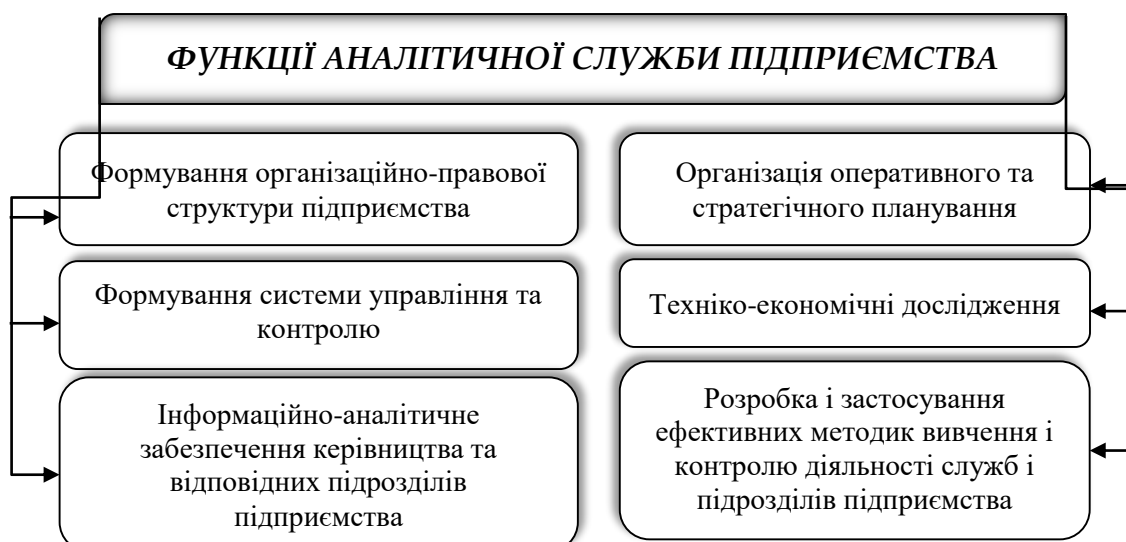 ФУНКЦІЇ АНАЛІТИЧНОЇ СЛУЖБИ ПІДПРИЄМСТВА
Формування організаційно-правової
структури підприємства
Формування системи управління та
контролю
Інформаційно-аналітичне
забезпечення керівництва та
відповідних підрозділів
підприємства
Організація оперативного та
стратегічного планування
Техніко-економічні дослідження
Розробка і застосування
ефективних методик вивчення і
контролю діяльності служб і
підрозділів підприємства